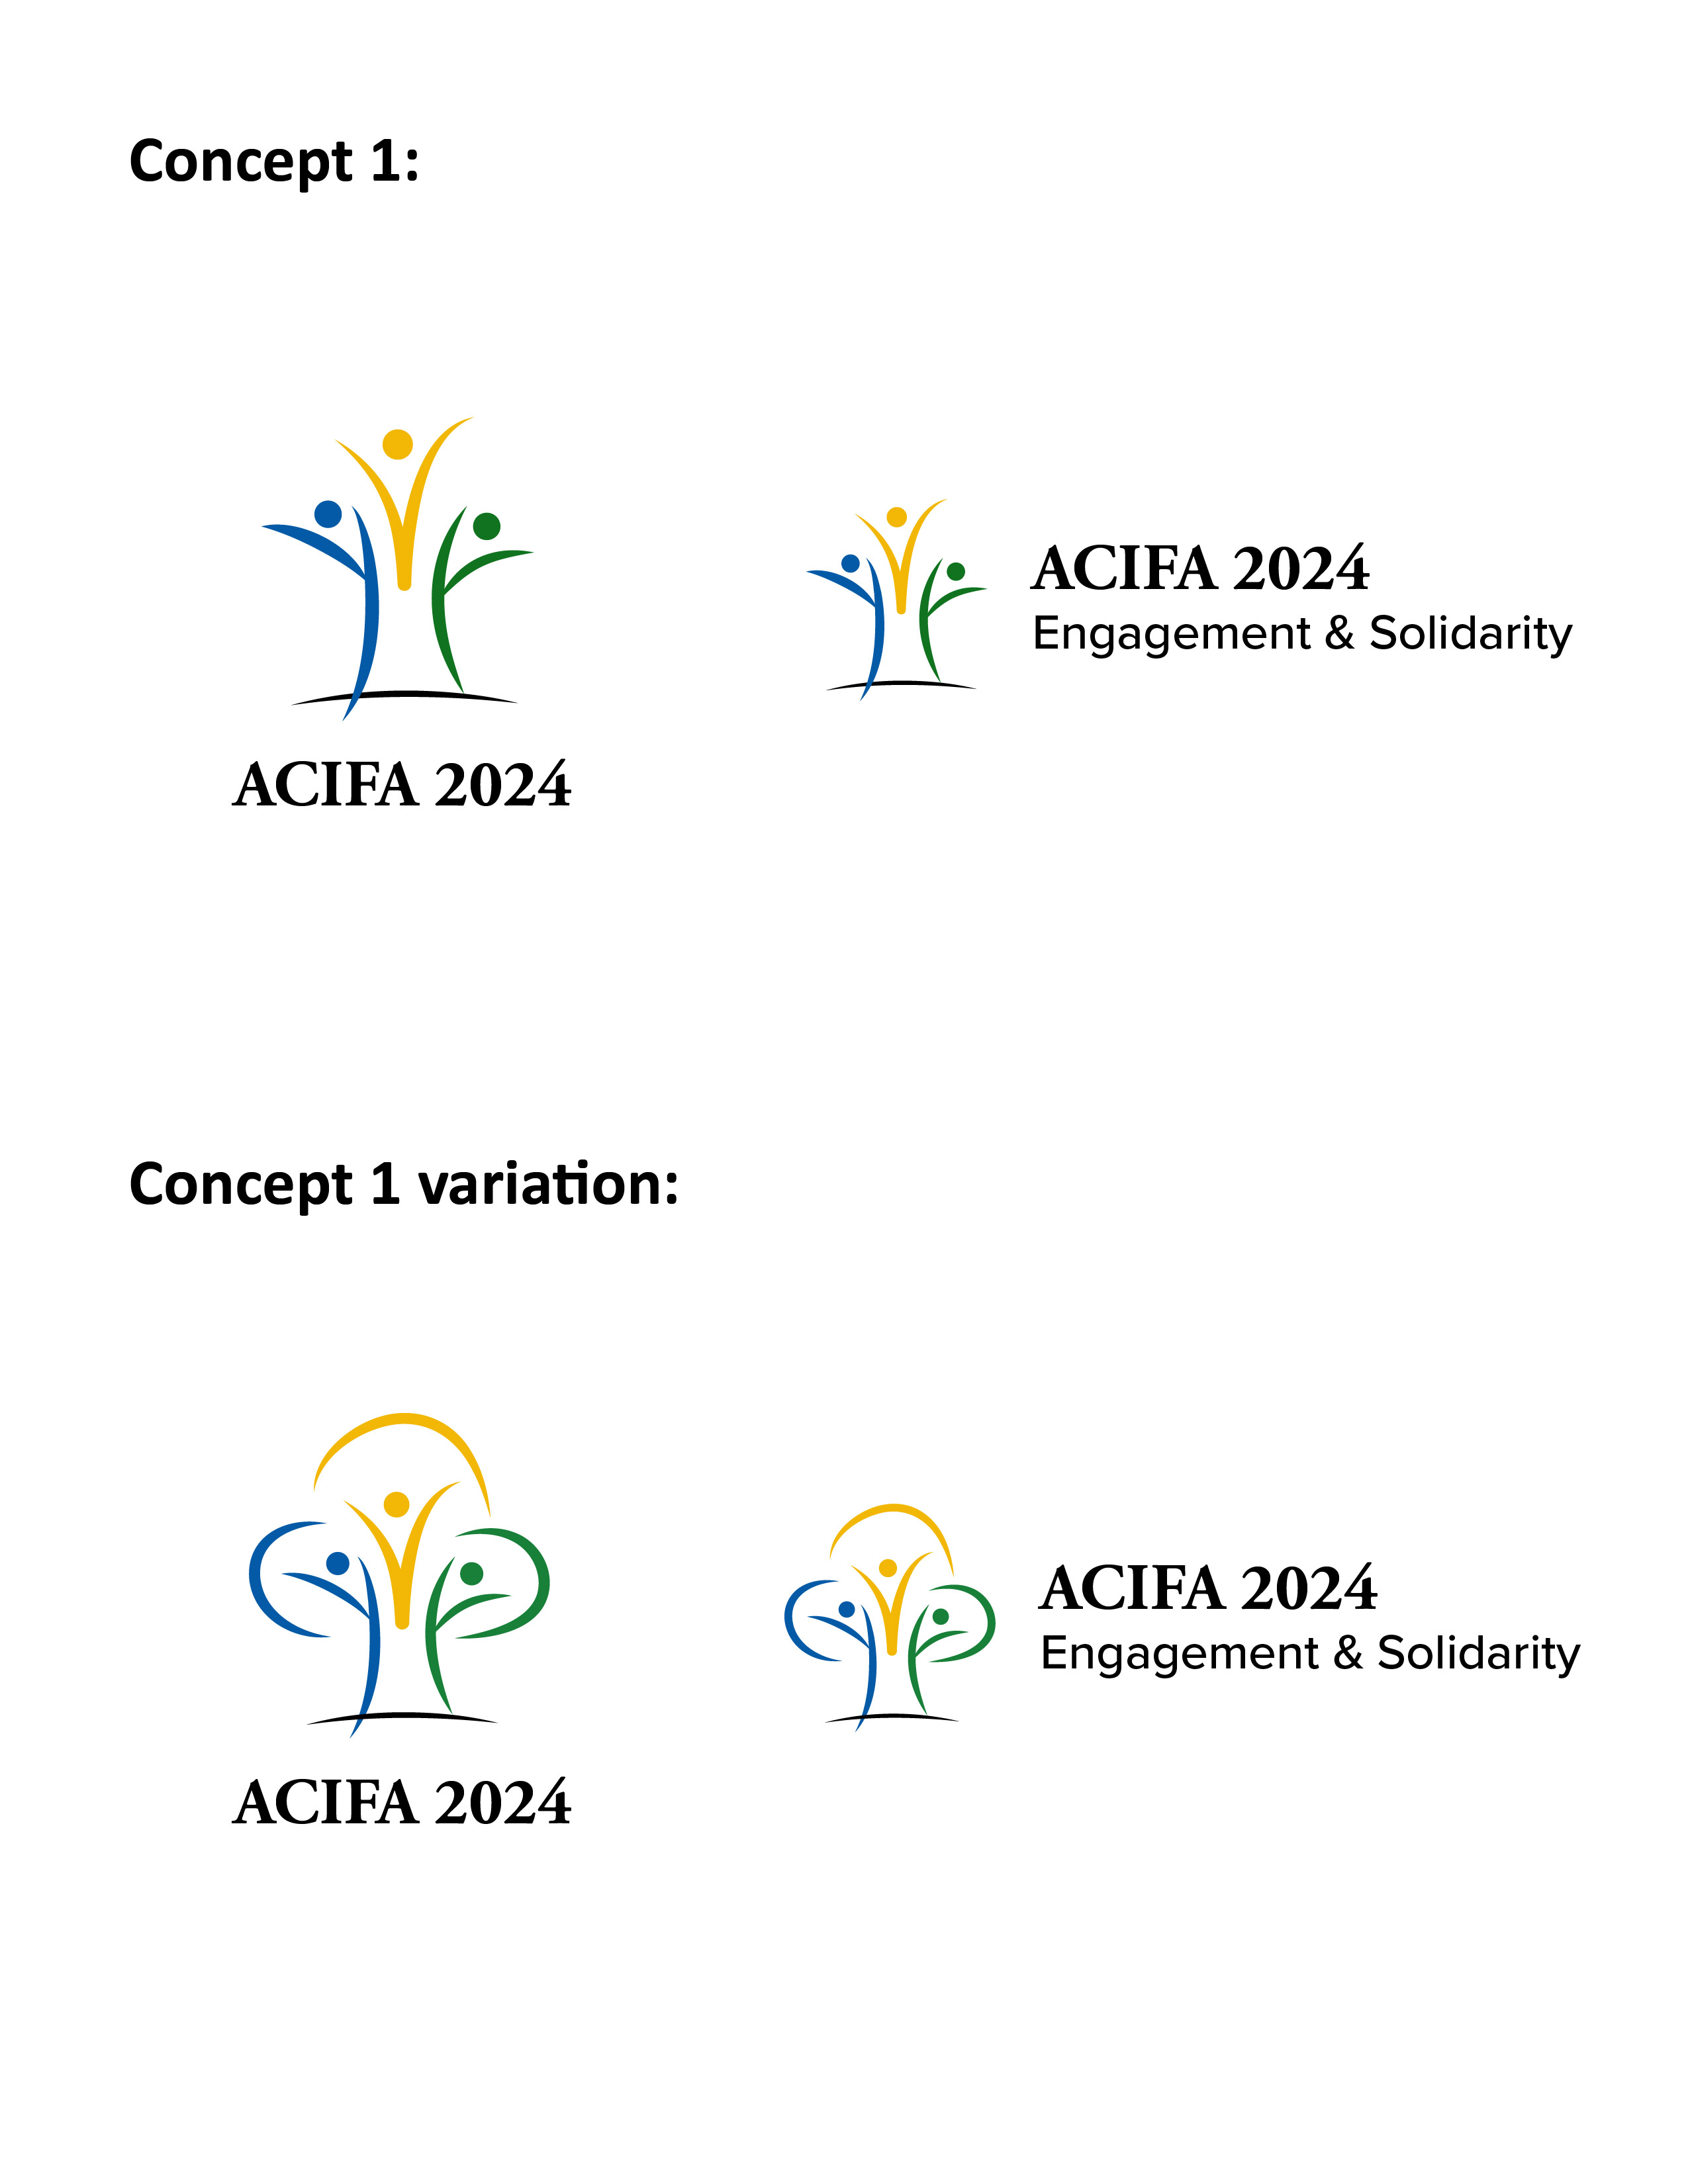 Concept 1:
ACIFA 2024
ACIFA 2024
Engagement & Solidarity
Concept 1 variation:
ACIFA 2024
ACIFA 2024
Engagement & Solidarity